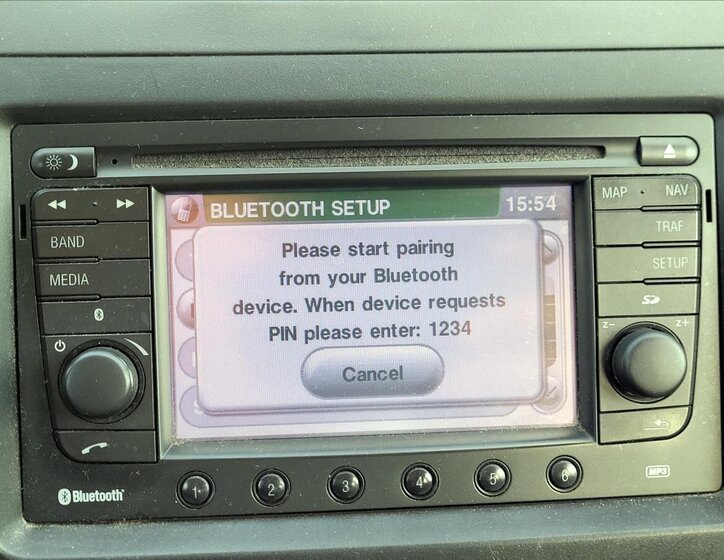 BLUETOOTH SETUP 15:54
Please start pairing
from your Bluetooth
device. When device requests
PIN please enter: 1234
Cancel
BAND
MEDIA
MAP · NAV
TRAF
SETUP
SD
z- z+
1 2 3 4 5 6
Bluetooth
MP3